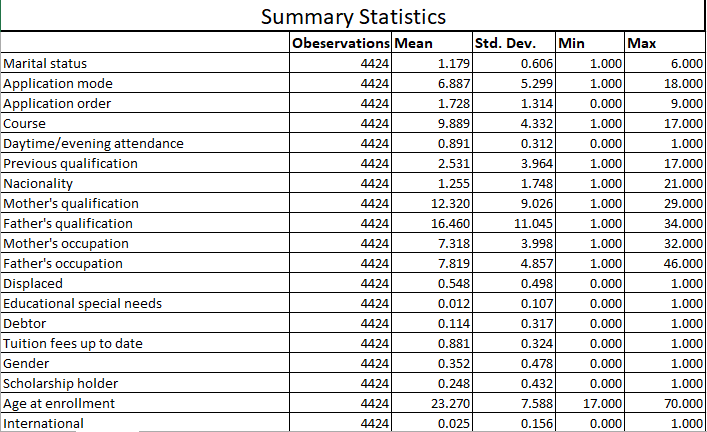 Summary Statistics
Obeservations Mean Std. Dev. Min Max
Marital status 4424 1.179 0.606 1.000 6.000
Application mode 4424 6.887 5.299 1.000 18.000
Application order 4424 1.728 1.314 0.000 9.000
Course 4424 9.889 4.332 1.000 17.000
Daytime/evening attendance 4424 0.891 0.312 0.000 1.000
Previous qualification 4424 2.531 3.964 1.000 17.000
Nacionality 4424 1.255 1.748 1.000 21.000
Mother's qualification 4424 12.320 9.026 1.000 29.000
Father's qualification 4424 16.460 11.045 1.000 34.000
Mother's occupation 4424 7.318 3.998 1.000 32.000
Father's occupation 4424 7.819 4.857 1.000 46.000
Displaced 4424 0.548 0.498 0.000 1.000
Educational special needs 4424 0.012 0.107 0.000 1.000
Debtor 4424 0.114 0.317 0.000 1.000
Tuition fees up to date 4424 0.881 0.324 0.000 1.000
Gender 4424 0.352 0.478 0.000 1.000
Scholarship holder 4424 0.248 0.432 0.000 1.000
Age at enrollment 4424 23.270 7.588 17.000 70.000
International 4424 0.025 0.156 0.000 1.000